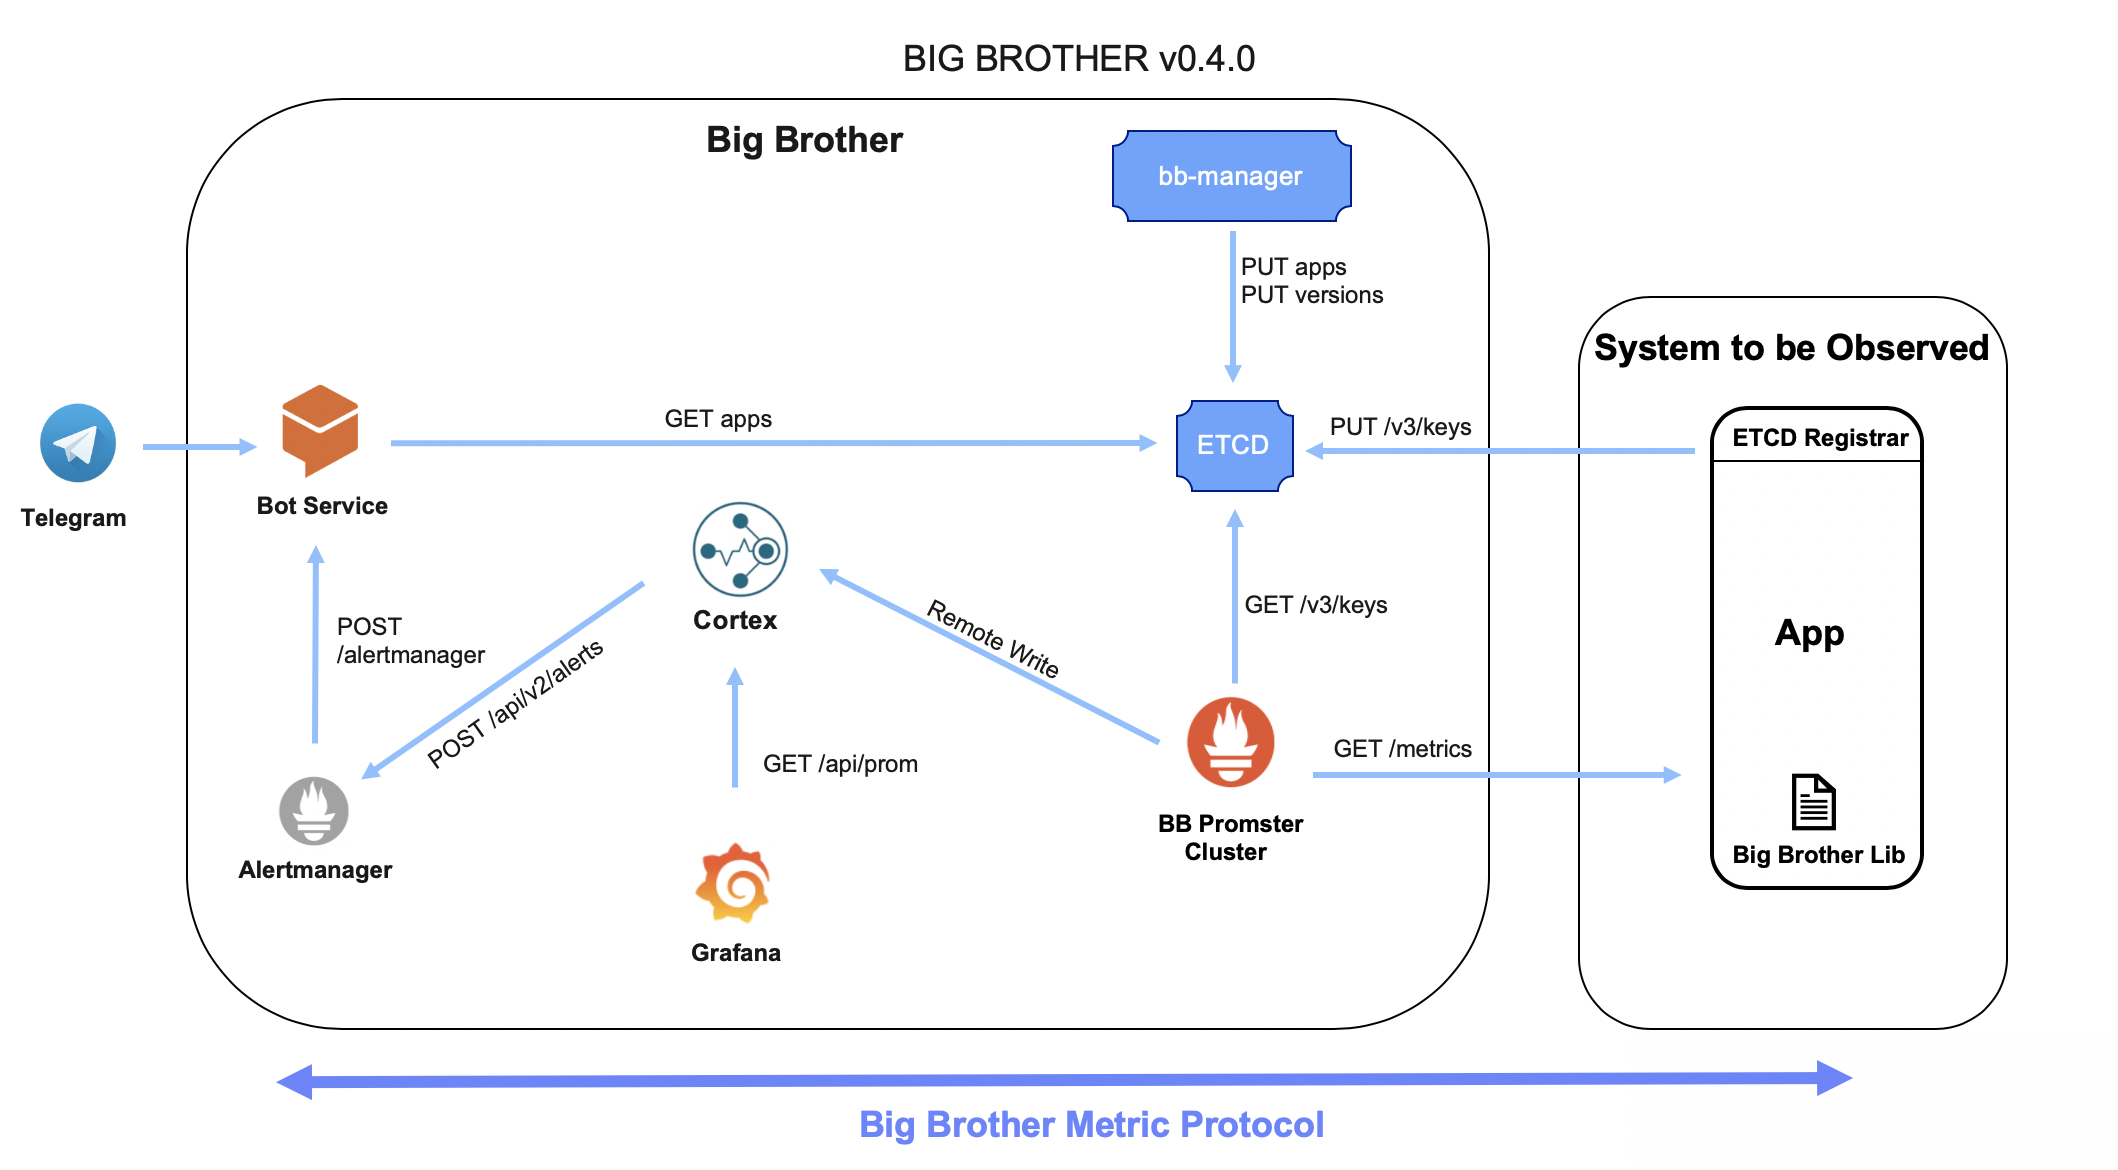 BIG BROTHER v0.4.0
Big Brother
bb-manager
PUT apps
PUT versions
System to be Observed
Telegram
Bot Service
GET apps
ETCD
PUT /v3/keys
ETCD Registrar
Cortex
Remote Write
GET /v3/keys
POST
/alertmanager
POST /api/v2/alerts
App
GET /api/prom
GET /metrics
BB Promster
Cluster
Big Brother Lib
Alertmanager
Grafana
Big Brother Metric Protocol